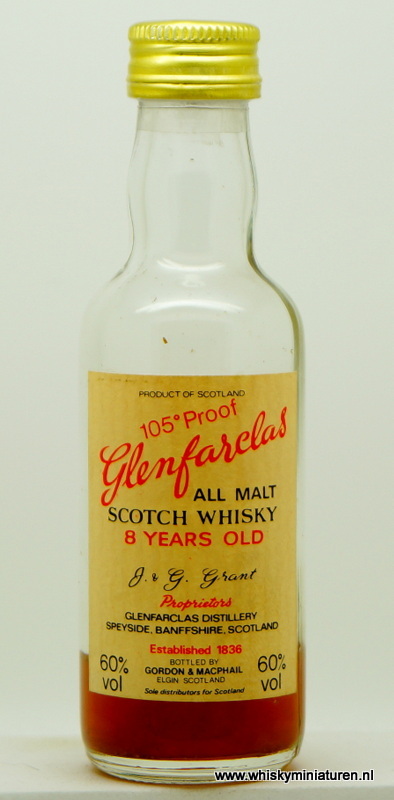 PRODUCT OF SCOTLAND
105° Proof
Glenfarclas
ALL MALT
SCOTCH WHISKY
8 YEARS OLD
J. & G. Grant
Proprietors
GLENFARCLAS DISTILLERY
SPEYSIDE, BANFFSHIRE, SCOTLAND
Established 1836
60% vol
BOTTLED BY
GORDON & MACPHAIL
ELGIN SCOTLAND
60% vol
Sole distributors for Scotland
www.whiskyminiaturen.nl